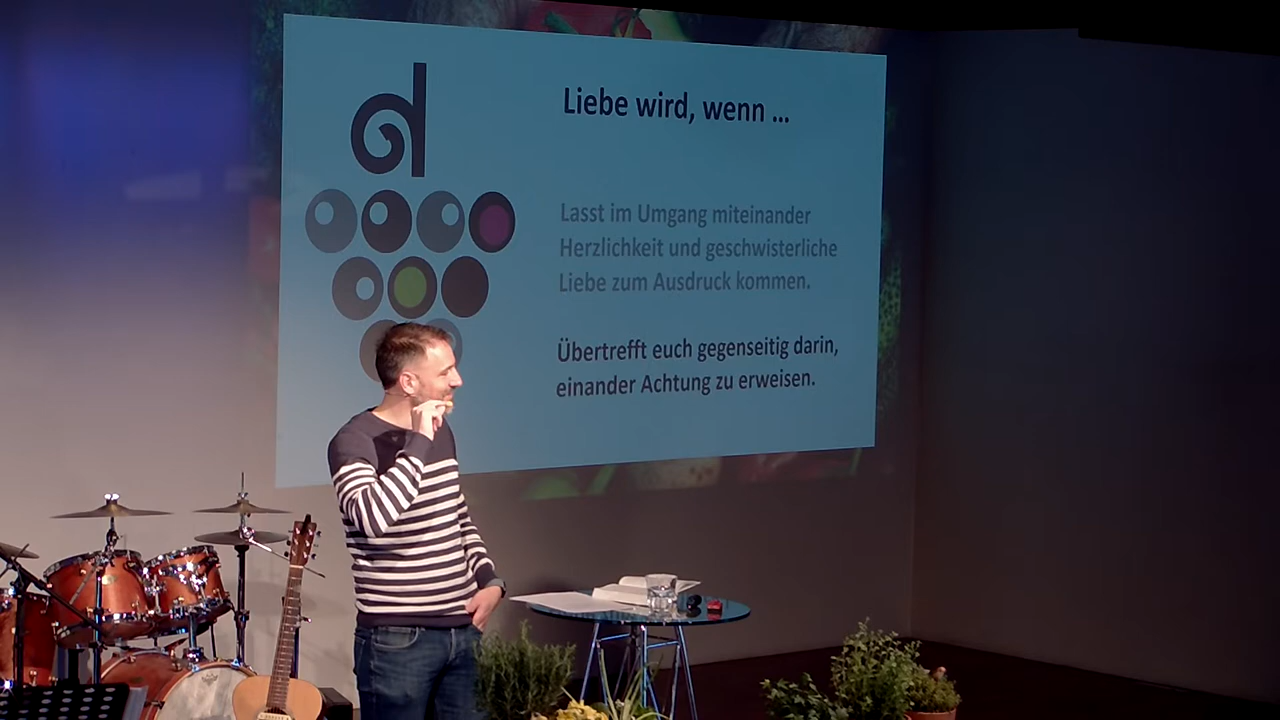 d
Liebe wird, wenn ...
Lasst im Umgang miteinander
Herzlichkeit und geschwisterliche
Liebe zum Ausdruck kommen.
Übertrefft euch gegenseitig darin,
einander Achtung zu erweisen.